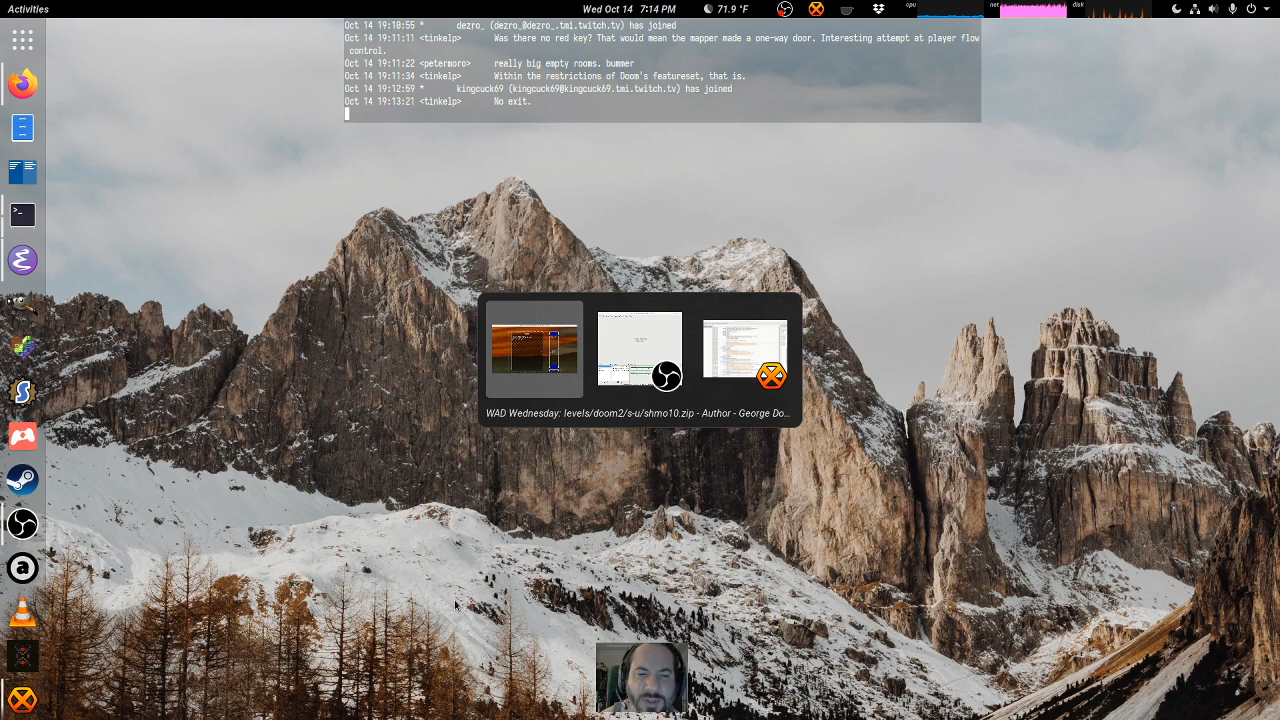 Activities
Wed Oct 14 7:14 PM
71.9 °F
cpu
net
disk
Oct 14 19:10:55 * dezro_ (dezro_@dezro_.tmi.twitch.tv) has joined
Oct 14 19:11:11 <tinkelp> Was there no red key? That would mean the mapper made a one-way door. Interesting attempt at player flow
control.
Oct 14 19:11:22 <petermoro> really big empty rooms. bummer
Oct 14 19:11:34 <tinkelp> Within the restrictions of Doom's featureset, that is.
Oct 14 19:12:59 * kingcuck69 (kingcuck69@kingcuck69.tmi.twitch.tv) has joined
Oct 14 19:13:21 <tinkelp> No exit.
WAD Wednesday: levels/doom2/s-u/shmo10.zip - Author - George Do...
a